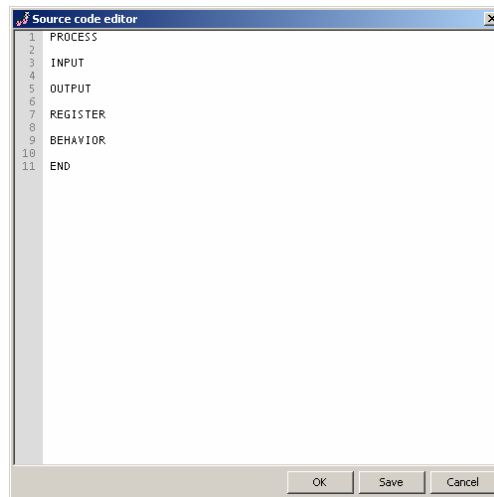 Source code editor
1 PROCESS
2
3 INPUT
4
5 OUTPUT
6
7 REGISTER
8
9 BEHAVIOR
10
11 END
OK Save Cancel